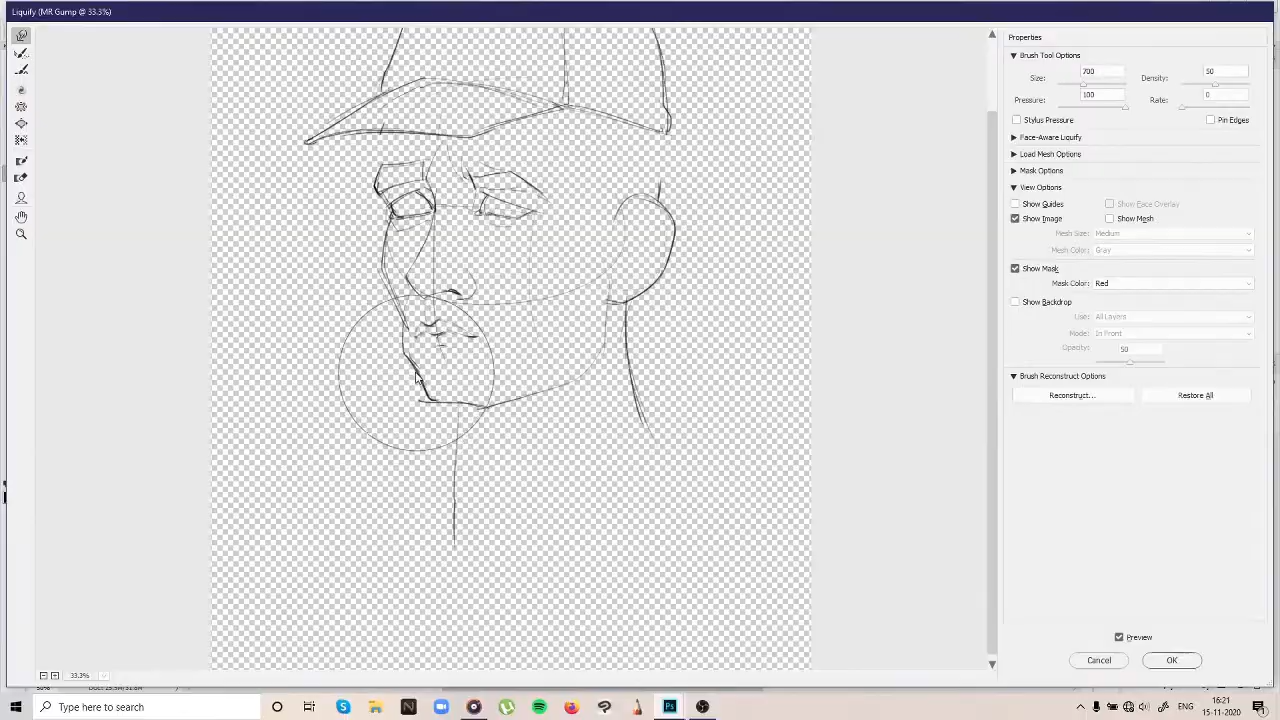 Liquify (MR Gump @ 33.3%)
Properties
Brush Tool Options
Size: 700 Density: 50
Pressure: 100 Rate: 0
Stylus Pressure Pin Edges
Face-Aware Liquify
Load Mesh Options
Mask Options
View Options
Show Guides Show Face Overlay
Show Image Show Mesh
Mesh Size: Medium
Mesh Color: Gray
Show Mask
Mask Color: Red
Show Backdrop
Use: All Layers
Mode: In Front
Opacity: 50
Brush Reconstruct Options
Reconstruct... Restore All
Preview
Cancel OK
33.3%
Type here to search
N
Ps
ENG
16:21
15-11-2020